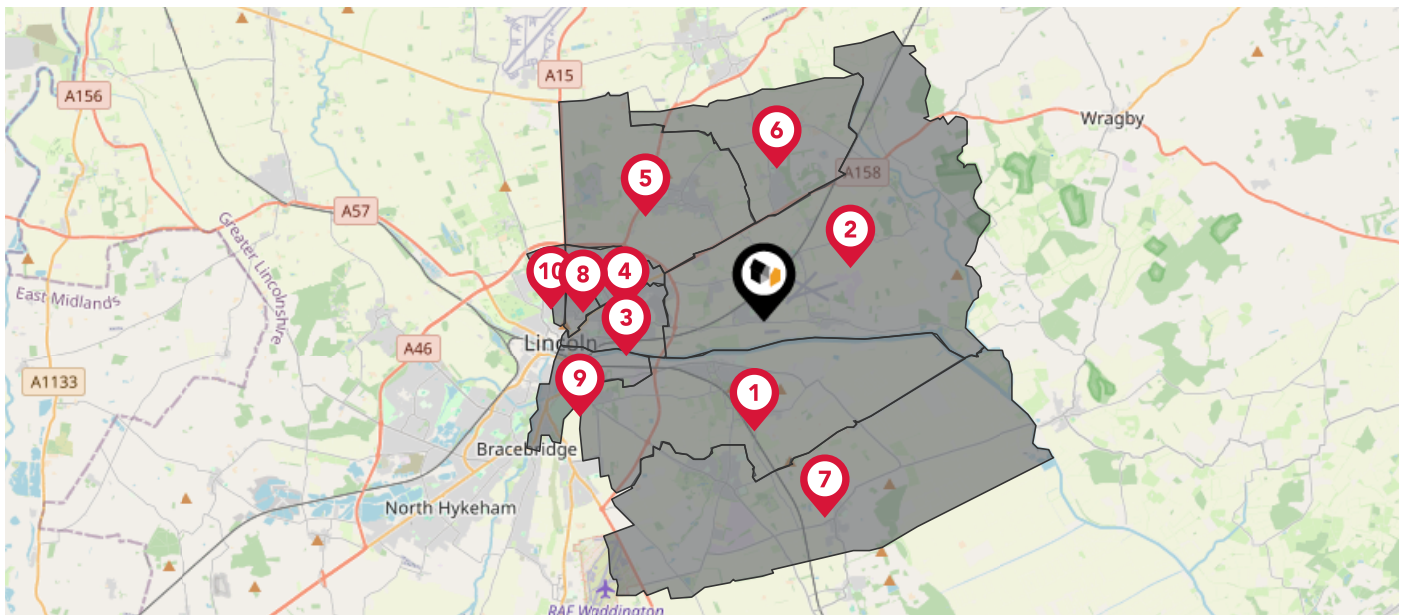 A15
A156
Wragby
6
A158
5
A57
2
Greater Lincolnshire
10
8
4
East Midlands
3
Lincoln
A46
A1133
9
1
Bracebridge
7
North Hykeham
RAF Waddington